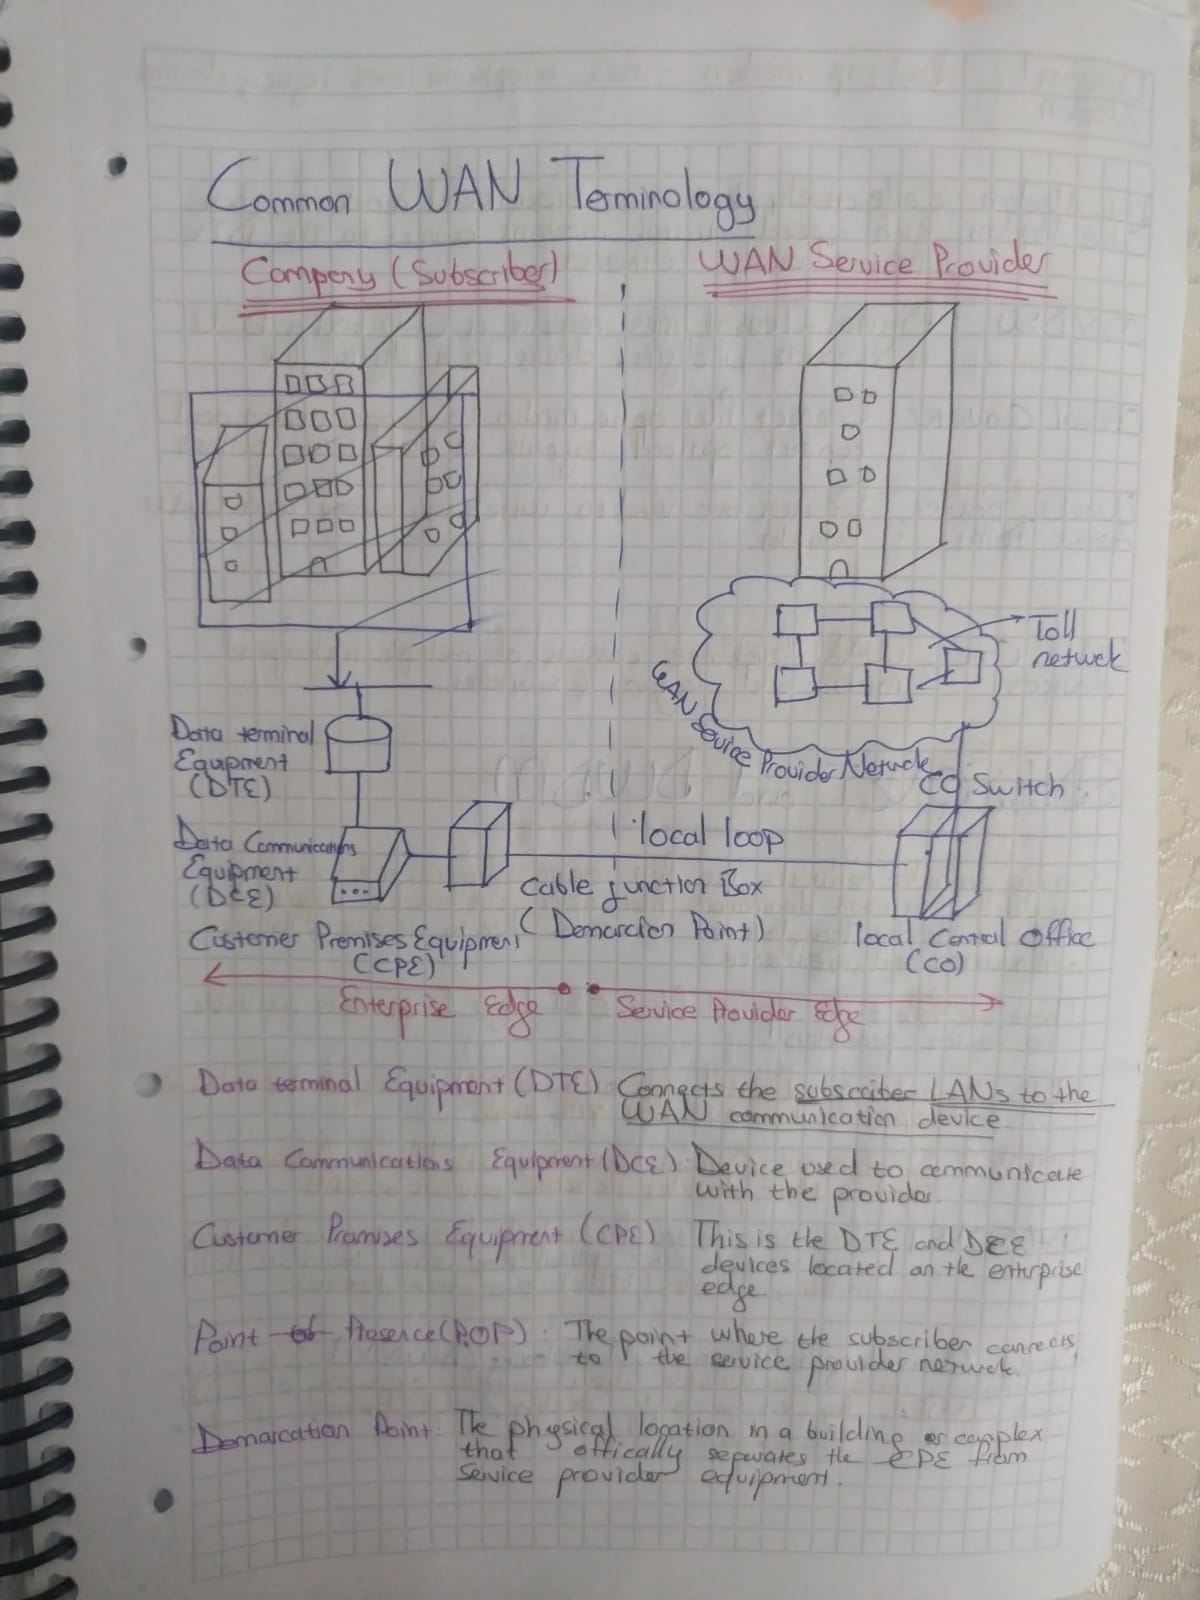 Common WAN Terminology
Company (Subscriber)
WAN Service Provider
Toll
network
WAN Service Provider Network
Data terminal
Equipment
(DTE)
CO Switch
local loop
Data Communications
Equipment
(DCE)
Cable junction Box
(Demarcion Point)
Customer Premises Equipment
(CPE)
local Central Office
(CO)
Enterprise Edge
Service Provider Edge
Data terminal Equipment (DTE) Connects the subscriber LANs to the
WAN communication device.
Data Communications Equipment (DCE): Device used to communicate
with the provider.
Customer Premises Equipment (CPE) This is the DTE and DCE
devices located on the enterprise
edge.
Point of Presence (POP): The point where the subscriber connects
to the service provider network.
Demarcation Point: The physical location in a building or complex
that offically seperates the CPE from
service provider equipment.